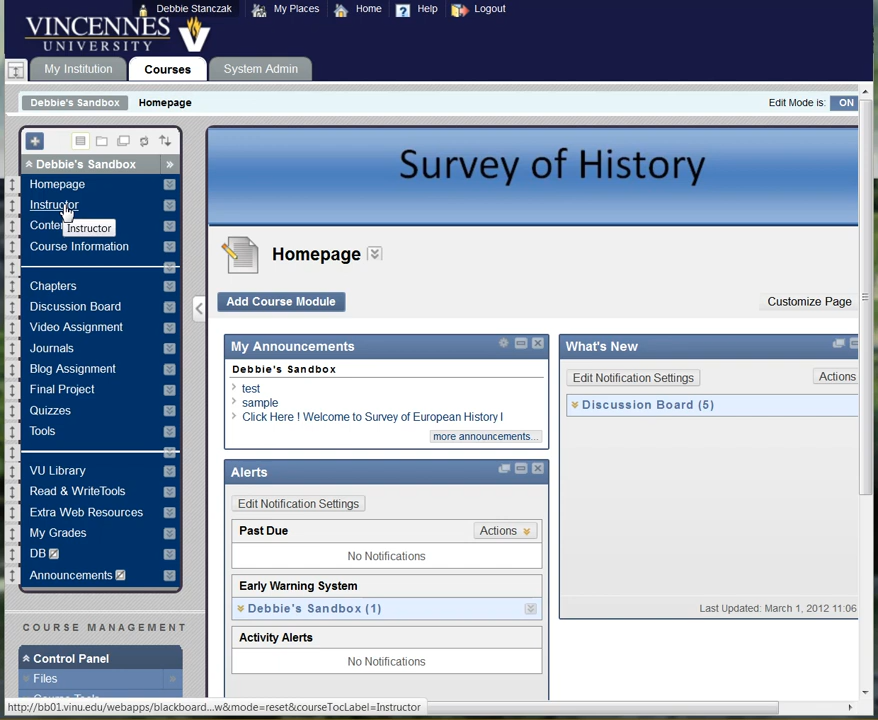 Debbie Stanczak My Places Home Help Logout
VINCENNES
UNIVERSITY
My Institution Courses System Admin
Debbie's Sandbox Homepage Edit Mode is: ON
Debbie's Sandbox
Homepage
Instructor
Conte
Instructor
Course Information
Chapters
Discussion Board
Video Assignment
Journals
Blog Assignment
Final Project
Quizzes
Tools
VU Library
Read & WriteTools
Extra Web Resources
My Grades
DB
Announcements
COURSE MANAGEMENT
Control Panel
Files
Course Tools
Survey of History
Homepage
Add Course Module Customize Page
My Announcements
Debbie's Sandbox
test
sample
Click Here ! Welcome to Survey of European History I
more announcements...
Alerts
Edit Notification Settings
Past Due Actions
No Notifications
Early Warning System
Debbie's Sandbox (1)
Activity Alerts
No Notifications
What's New
Edit Notification Settings Actions
Discussion Board (5)
Last Updated: March 1, 2012 11:06
http://bb01.vinu.edu/webapps/blackboard...w&mode=reset&courseTocLabel=Instructor